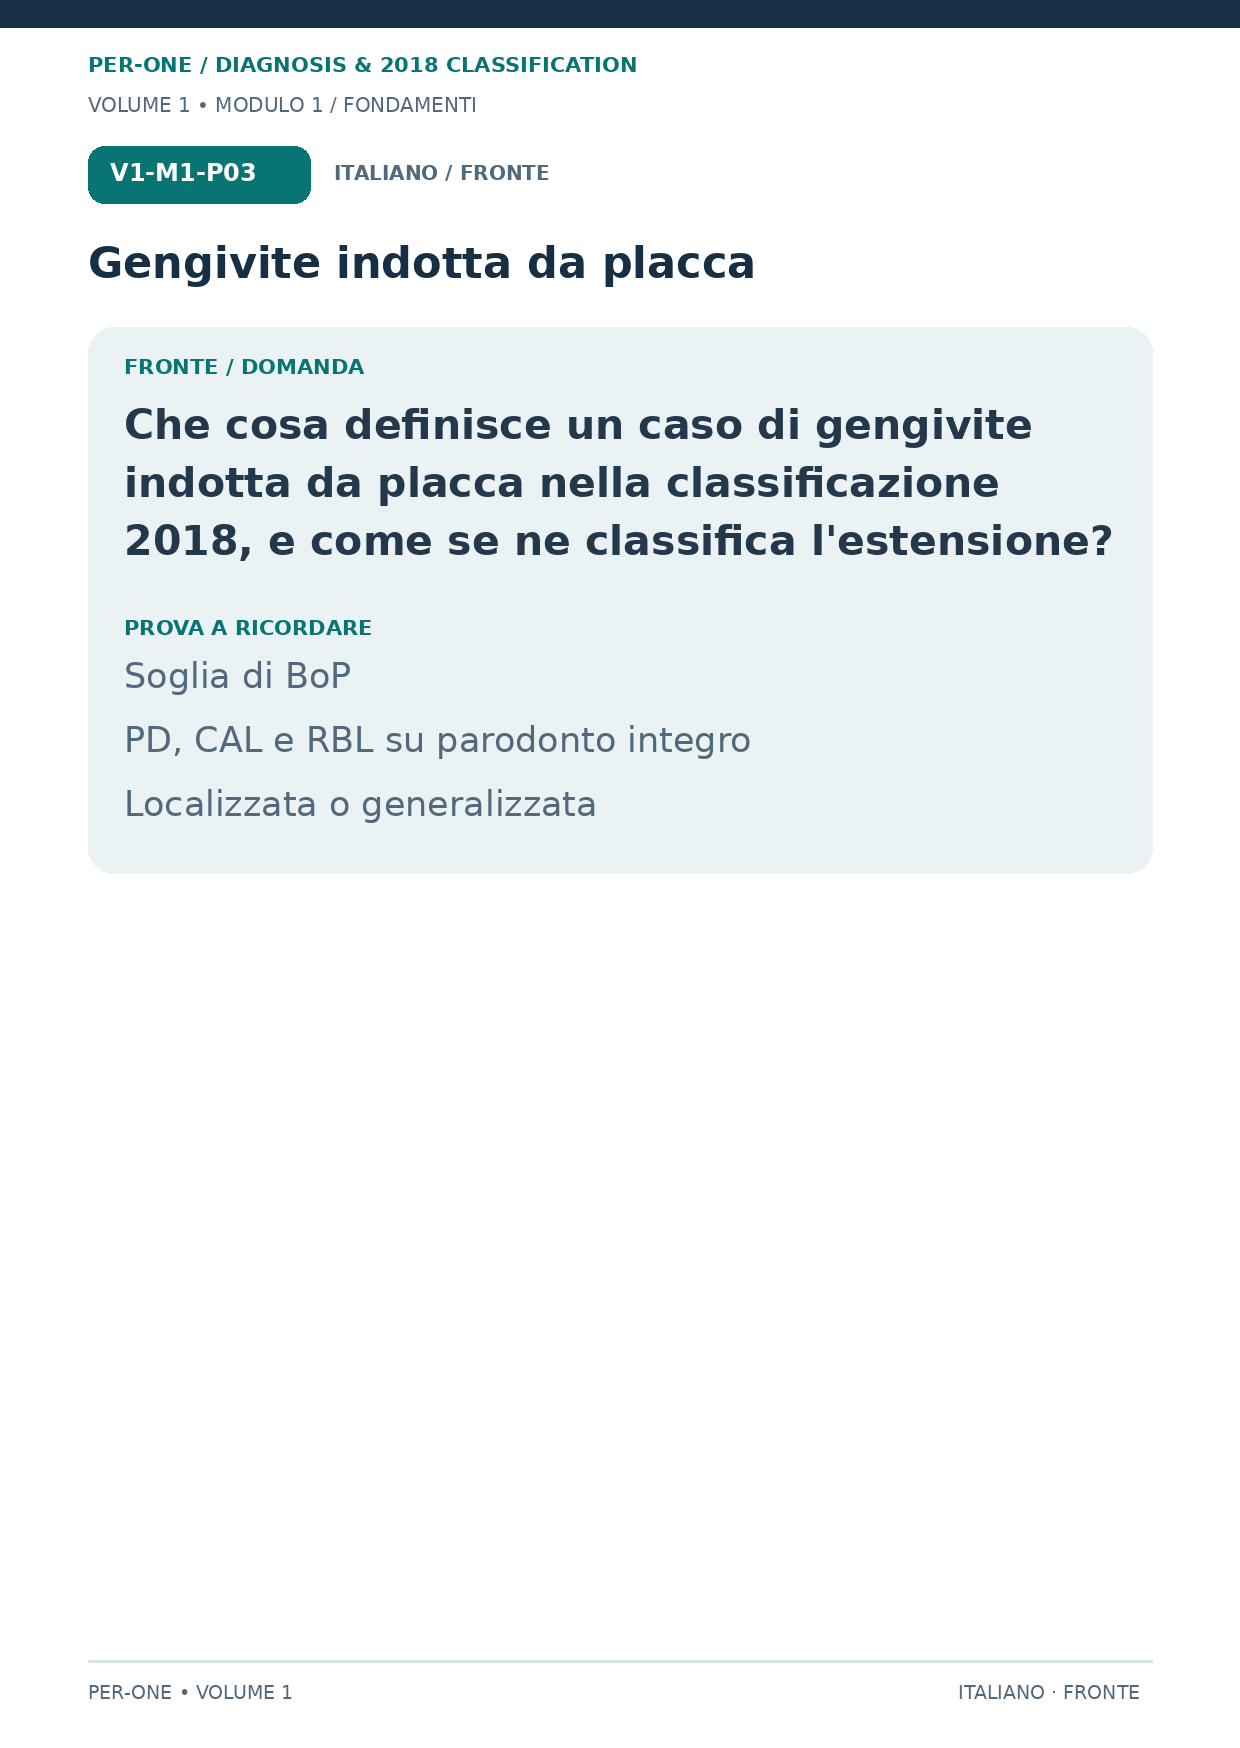 PER-ONE / DIAGNOSIS & 2018 CLASSIFICATION
VOLUME 1 • MODULO 1 / FONDAMENTI
V1-M1-P03
ITALIANO / FRONTE
Gengivite indotta da placca
FRONTE / DOMANDA
Che cosa definisce un caso di gengivite
indotta da placca nella classificazione
2018, e come se ne classifica l'estensione?
PROVA A RICORDARE
Soglia di BoP
PD, CAL e RBL su parodonto integro
Localizzata o generalizzata
PER-ONE • VOLUME 1
ITALIANO · FRONTE